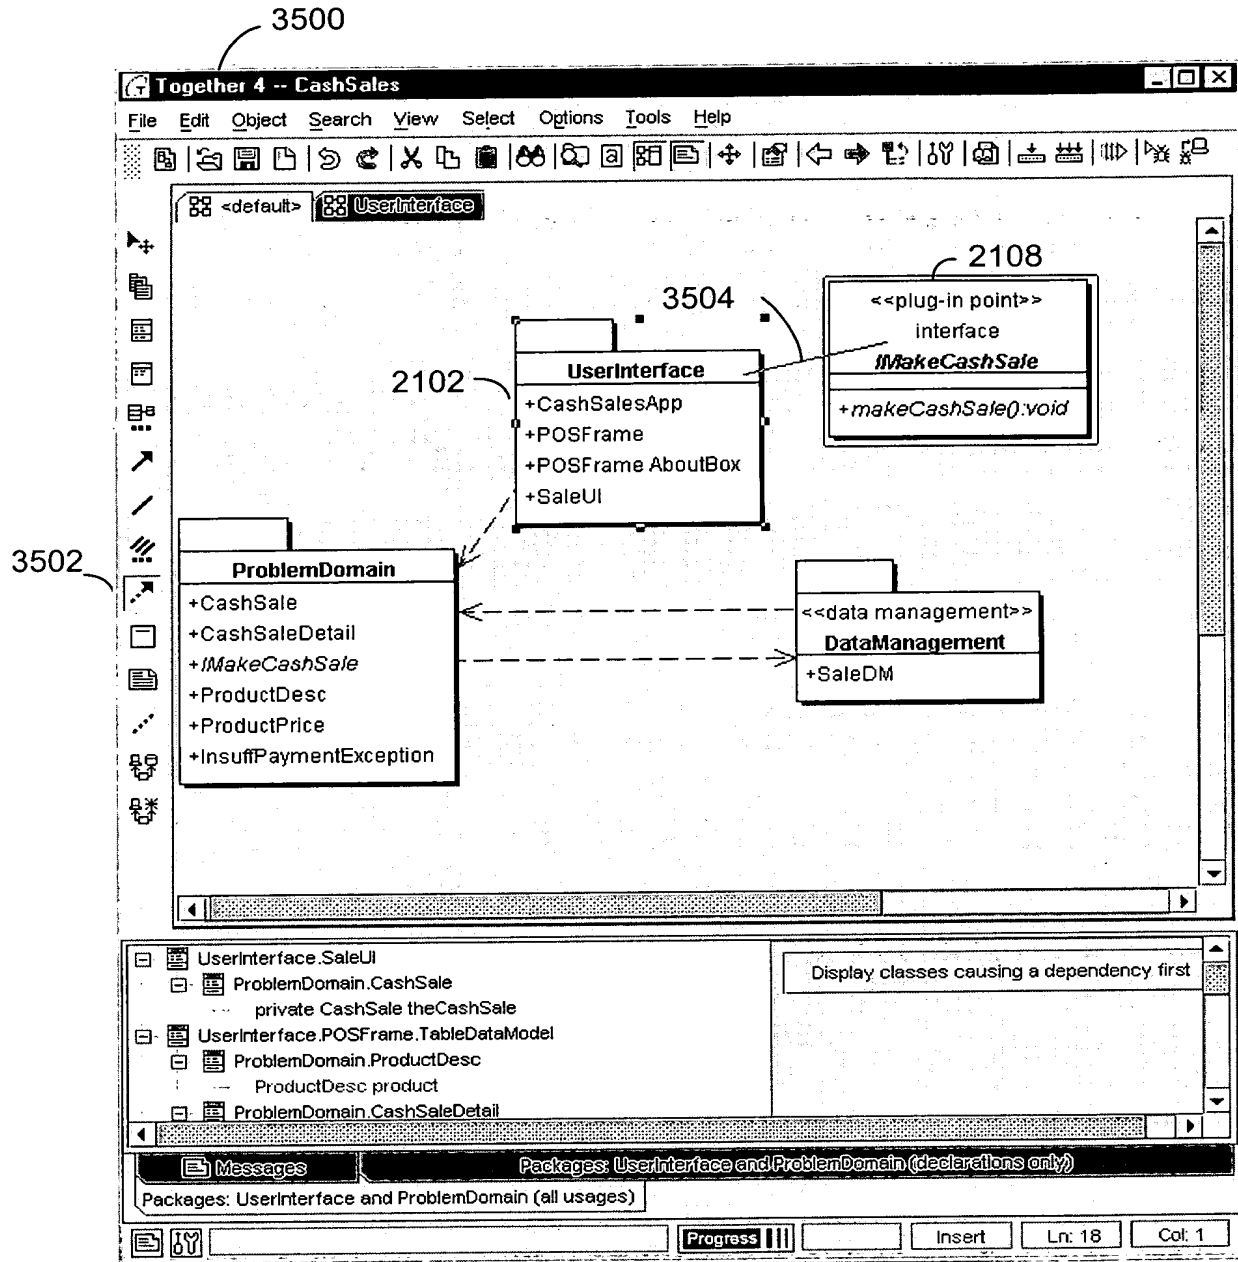 3500
Together 4 -- CashSales
File Edit Object Search View Select Options Tools Help
<default> UserInterface
2108
3504
<<plug-in point>>
interface
IMakeCashSale
+makeCashSale():void
2102
UserInterface
+CashSalesApp
+POSFrame
+POSFrame AboutBox
+SaleUI
3502
ProblemDomain
+CashSale
+CashSaleDetail
+IMakeCashSale
+ProductDesc
+ProductPrice
+InsuffPaymentException
<<data management>>
DataManagement
+SaleDM
UserInterface.SaleUI
ProblemDomain.CashSale
private CashSale theCashSale
UserInterface.POSFrame.TableDataModel
ProblemDomain.ProductDesc
ProductDesc product
ProblemDomain.CashSaleDetail
Display classes causing a dependency first
Messages
Packages: UserInterface and ProblemDomain (declarations only)
Packages: UserInterface and ProblemDomain (all usages)
Progress Insert Ln: 18 Col: 1